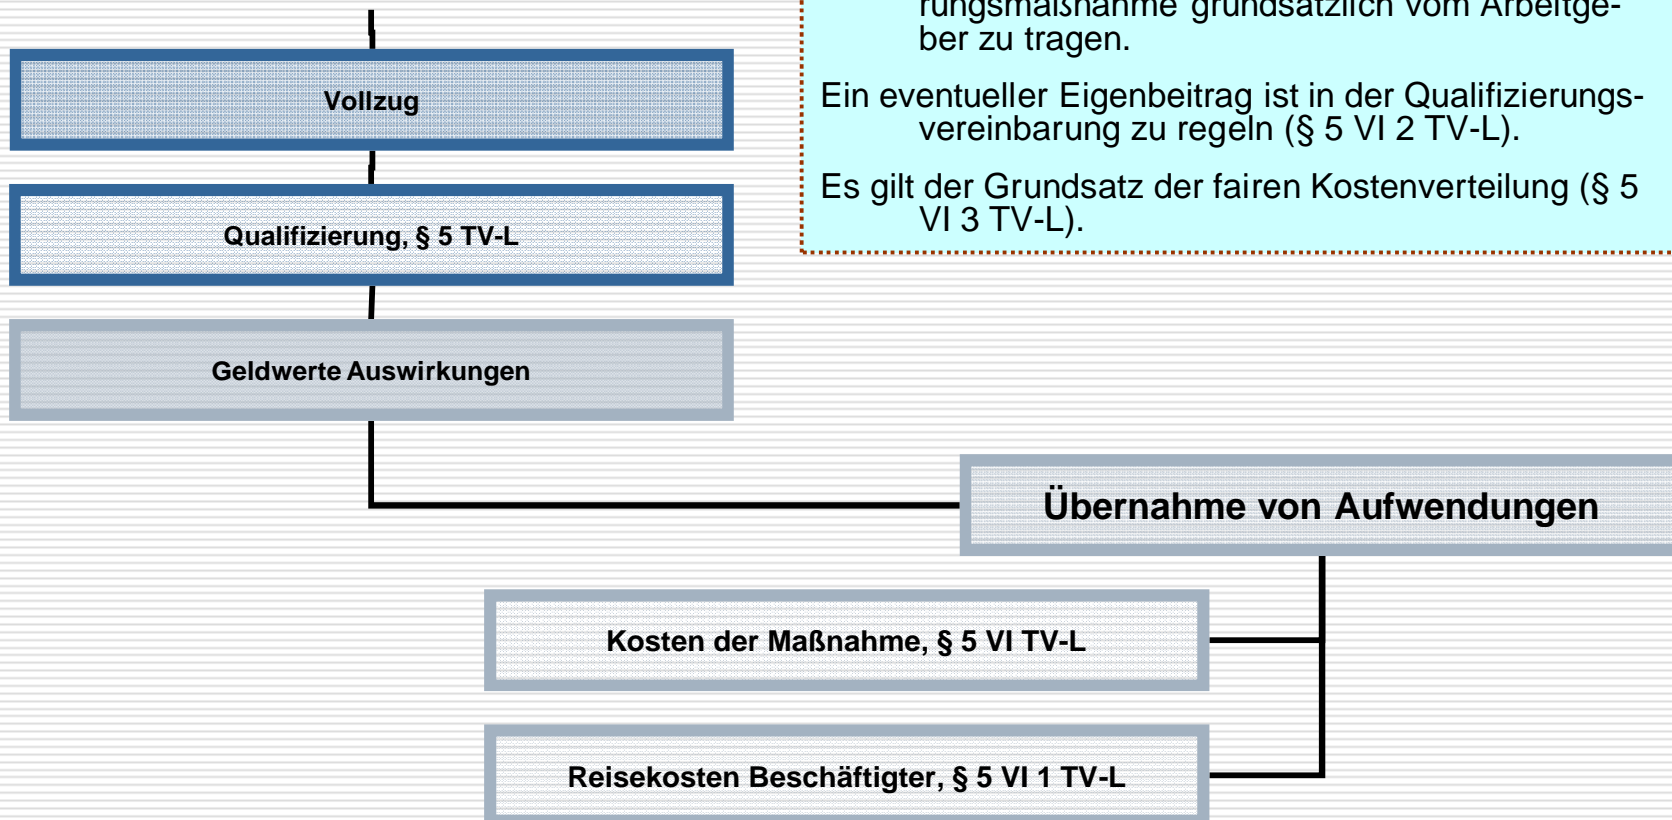 rungsmaßnahme grundsätzlich vom Arbeitge-
ber zu tragen.
Ein eventueller Eigenbeitrag ist in der Qualifizierungs-
vereinbarung zu regeln (§ 5 VI 2 TV-L).
Es gilt der Grundsatz der fairen Kostenverteilung (§ 5
VI 3 TV-L).
Vollzug
Qualifizierung, § 5 TV-L
Geldwerte Auswirkungen
Übernahme von Aufwendungen
Kosten der Maßnahme, § 5 VI TV-L
Reisekosten Beschäftigter, § 5 VI 1 TV-L